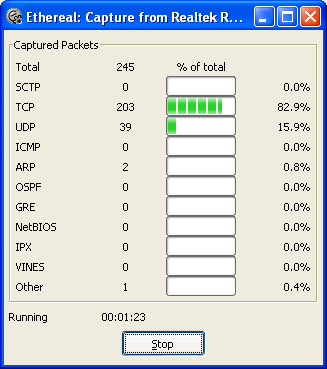 Ethereal: Capture from Realtek R...
Captured Packets
Total 245 % of total
SCTP 0 0.0%
TCP 203 82.9%
UDP 39 15.9%
ICMP 0 0.0%
ARP 2 0.8%
OSPF 0 0.0%
GRE 0 0.0%
NetBIOS 0 0.0%
IPX 0 0.0%
VINES 0 0.0%
Other 1 0.4%
Running 00:01:23
Stop